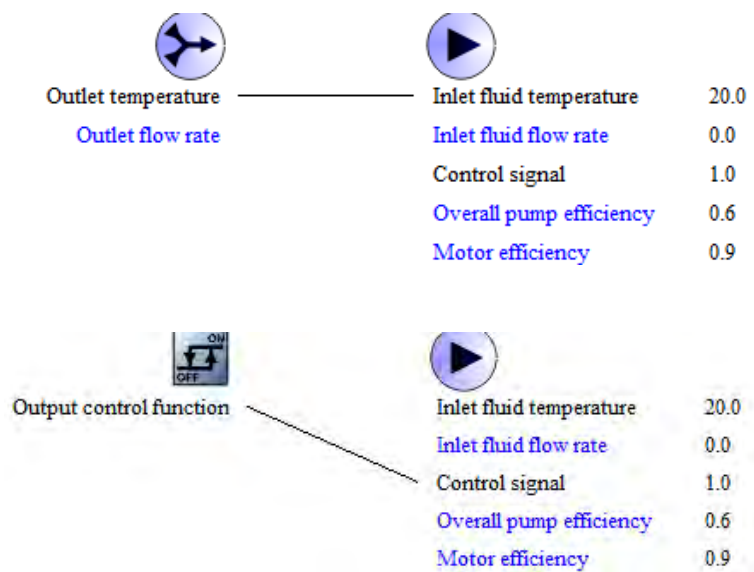 Outlet temperature Inlet fluid temperature 20.0
Outlet flow rate Inlet fluid flow rate 0.0
Control signal 1.0
Overall pump efficiency 0.6
Motor efficiency 0.9
ON
OFF
Output control function Inlet fluid temperature 20.0
Inlet fluid flow rate 0.0
Control signal 1.0
Overall pump efficiency 0.6
Motor efficiency 0.9